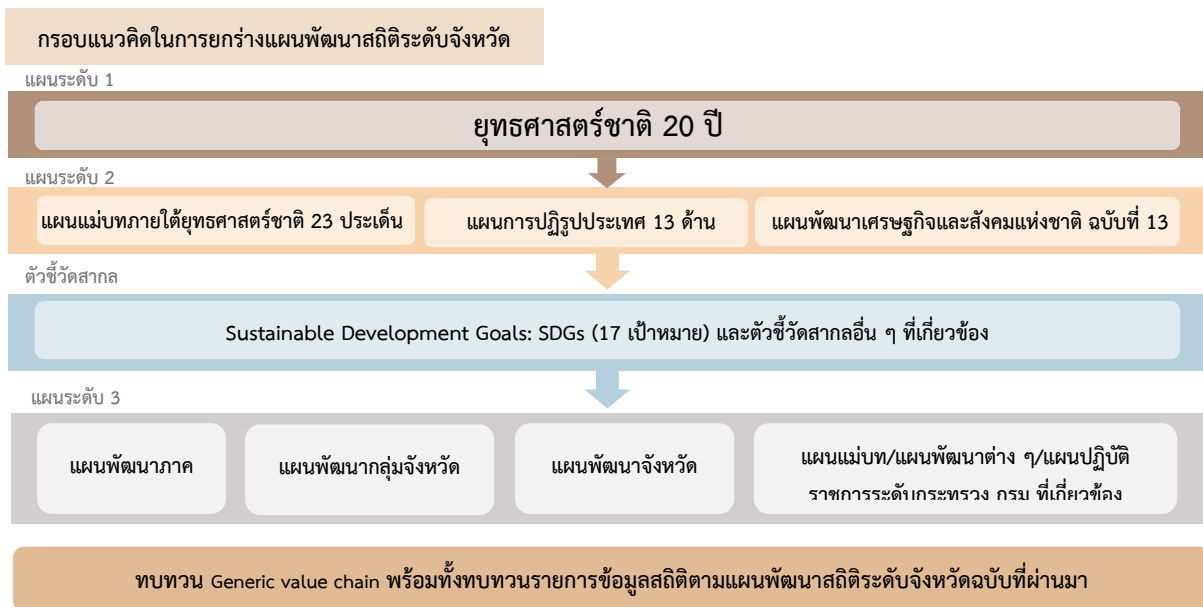 กรอบแนวคิดในการยกร่างแผนพัฒนาสถิติระดับจังหวัด
แผนระดับ 1
ยุทธศาสตร์ชาติ 20 ปี
แผนระดับ 2
แผนแม่บทภายใต้ยุทธศาสตร์ชาติ 23 ประเด็น
แผนการปฏิรูปประเทศ 13 ด้าน
แผนพัฒนาเศรษฐกิจและสังคมแห่งชาติ ฉบับที่ 13
ตัวชี้วัดสากล
Sustainable Development Goals: SDGs (17 เป้าหมาย) และตัวชี้วัดสากลอื่น ๆ ที่เกี่ยวข้อง
แผนระดับ 3
แผนพัฒนาภาค
แผนพัฒนากลุ่มจังหวัด
แผนพัฒนาจังหวัด
แผนแม่บท/แผนพัฒนาต่าง ๆ/แผนปฏิบัติ
ราชการระดับกระทรวง กรม ที่เกี่ยวข้อง
ทบทวน Generic value chain พร้อมทั้งทบทวนรายการข้อมูลสถิติตามแผนพัฒนาสถิติระดับจังหวัดฉบับที่ผ่านมา